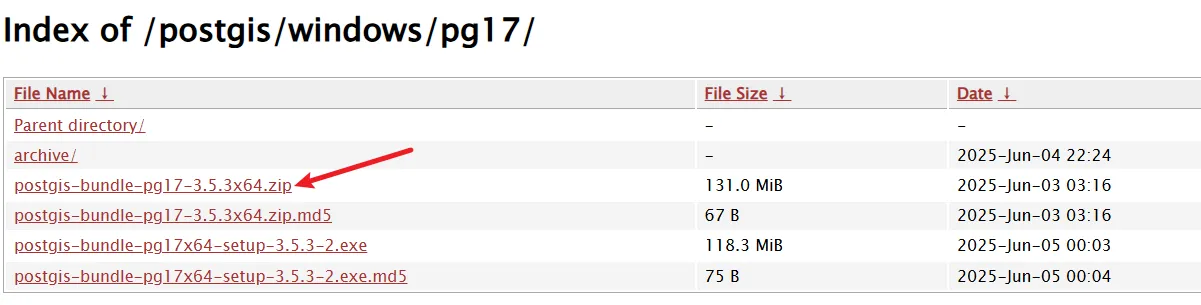 Index of /postgis/windows/pg17/
File Name ↓ File Size ↓ Date ↓
Parent directory/ - -
archive/ - 2025-Jun-04 22:24
postgis-bundle-pg17-3.5.3x64.zip 131.0 MiB 2025-Jun-03 03:16
postgis-bundle-pg17-3.5.3x64.zip.md5 67 B 2025-Jun-03 03:16
postgis-bundle-pg17x64-setup-3.5.3-2.exe 118.3 MiB 2025-Jun-05 00:03
postgis-bundle-pg17x64-setup-3.5.3-2.exe.md5 75 B 2025-Jun-05 00:04